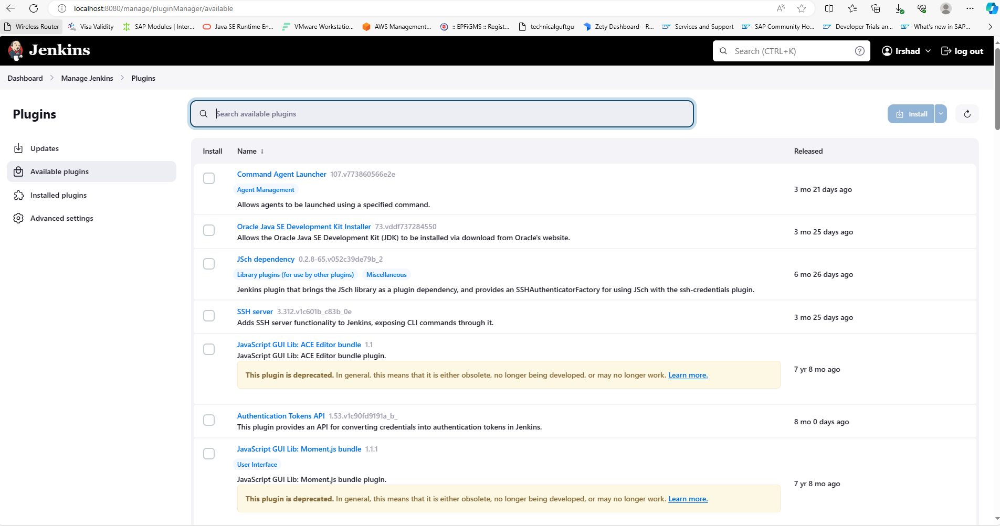 localhost:8080/manage/pluginManager/available
Wireless Router
Visa Validity
SAP Modules | Inter...
Java SE Runtime En...
VMware Workstatio...
AWS Management...
:: EPFiGMS :: Regist...
technicalguftgu
Zety Dashboard - R...
Services and Support
SAP Community Ho...
Developer Trials an...
What's new in SAP...
Jenkins
Search (CTRL+K)
Irshad
log out
Dashboard
Manage Jenkins
Plugins
Plugins
Search available plugins
Install
Updates
Available plugins
Installed plugins
Advanced settings
Install
Name ↓
Released
Command Agent Launcher 107.v773860566e2e
Agent Management
Allows agents to be launched using a specified command.
3 mo 21 days ago
Oracle Java SE Development Kit Installer 73.vddf737284550
Allows the Oracle Java SE Development Kit (JDK) to be installed via download from Oracle's website.
3 mo 25 days ago
JSch dependency 0.2.8-65.v052c39de79b_2
Library plugins (for use by other plugins) Miscellaneous
Jenkins plugin that brings the JSch library as a plugin dependency, and provides an SSHAuthenticatorFactory for using JSch with the ssh-credentials plugin.
6 mo 26 days ago
SSH server 3.312.v1c601b_c83b_0e
Adds SSH server functionality to Jenkins, exposing CLI commands through it.
3 mo 25 days ago
JavaScript GUI Lib: ACE Editor bundle 1.1
JavaScript GUI Lib: ACE Editor bundle plugin.
This plugin is deprecated. In general, this means that it is either obsolete, no longer being developed, or may no longer work. Learn more.
7 yr 8 mo ago
Authentication Tokens API 1.53.v1c90fd9191a_b_
This plugin provides an API for converting credentials into authentication tokens in Jenkins.
8 mo 0 days ago
JavaScript GUI Lib: Moment.js bundle 1.1.1
User Interface
JavaScript GUI Lib: Moment.js bundle plugin.
This plugin is deprecated. In general, this means that it is either obsolete, no longer being developed, or may no longer work. Learn more.
7 yr 8 mo ago